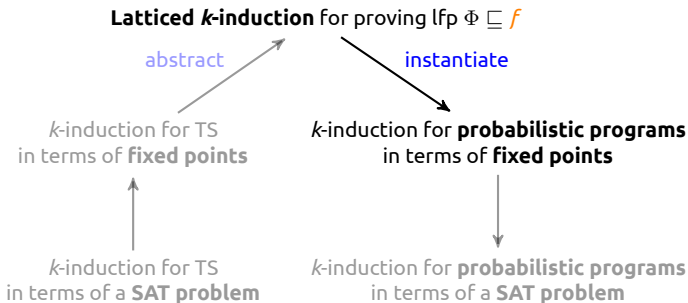 Latticed k-induction for proving lfp Φ ⊑ f
abstract
instantiate
k-induction for TS
in terms of fixed points
k-induction for probabilistic programs
in terms of fixed points
k-induction for TS
in terms of a SAT problem
k-induction for probabilistic programs
in terms of a SAT problem